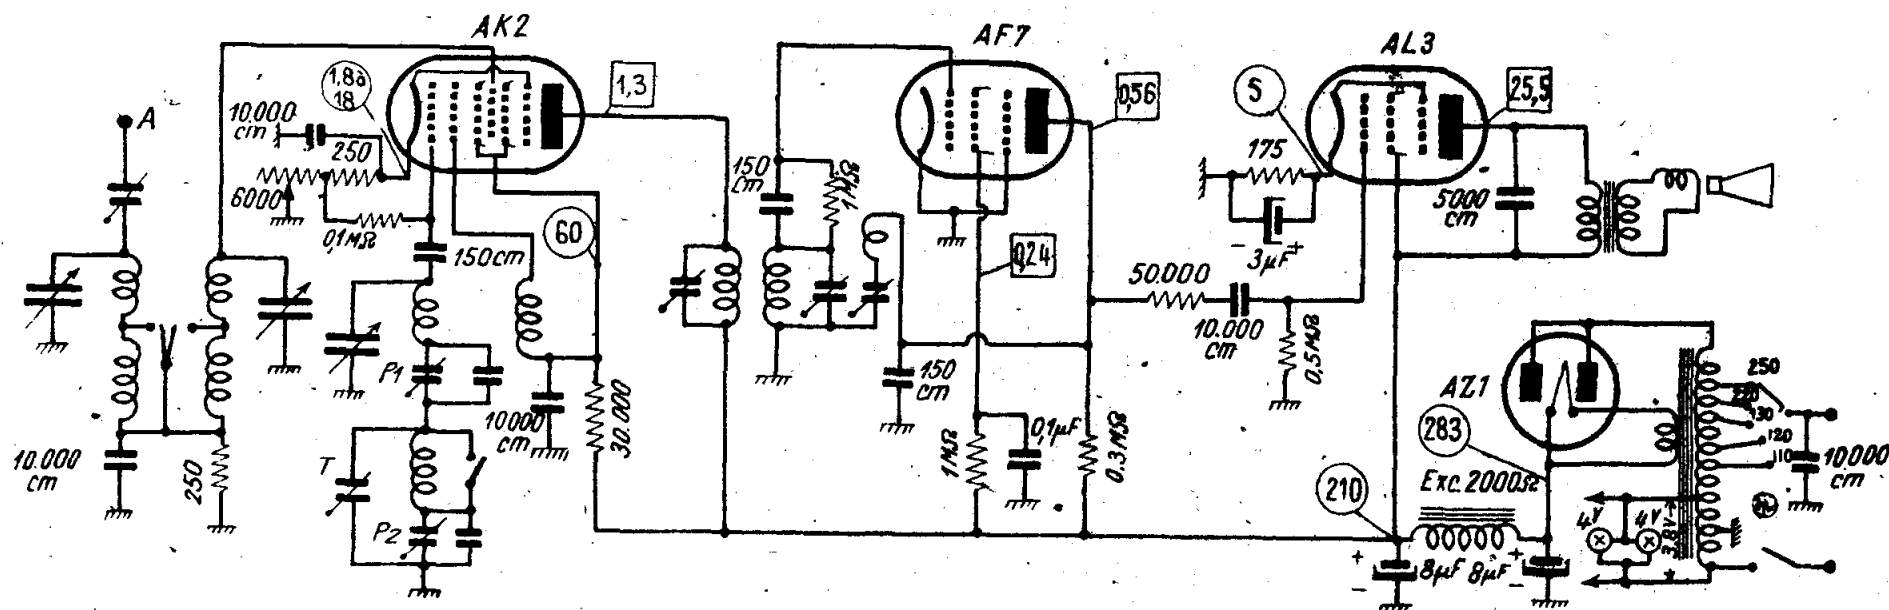 AK2
AF7
AL3
A
1,8à
18
1,3
0,56
S
25,5
10.000
cm
250
6000
0,1MΩ
150cm
60
150
cm
1MΩ
0,24
175
3µF
- +
5000
cm
50.000
10.000
cm
0,5MΩ
P1
10000
cm
30.000
150
cm
1MΩ
0,1µF
0.3MΩ
AZ1
283
Exc. 2000Ω
210
250
220
130
120
110
10.000
cm
10.000
cm
250
T
P2
+
-
8µF
8µF
+
-
4V
4V
3,8V